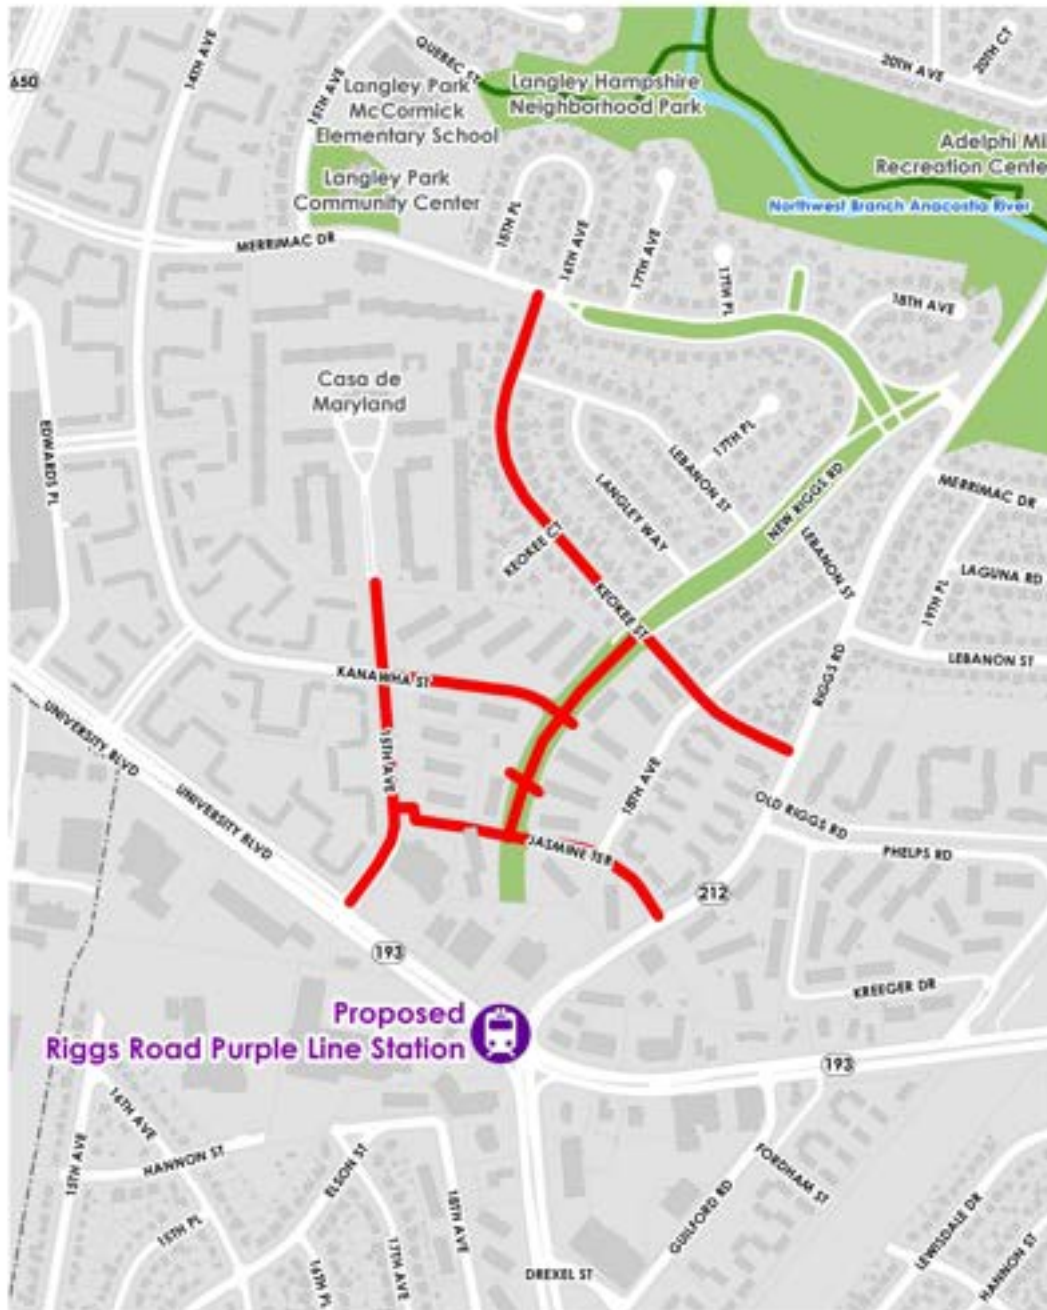 650
14TH AVE
15TH AVE
QUEBEC ST
Langley Park
McCormick
Elementary School
Langley Hampshire
Neighborhood Park
20TH AVE
20TH CT
Adelphi Mi
Recreation Cente
Northwest Branch Anacostia River
Langley Park
Community Center
MERRIMAC DR
15TH PL
16TH AVE
17TH AVE
17TH PL
18TH AVE
Casa de
Maryland
EDWARDS PL
17TH PL
LEBANON ST
LANGLEY WAY
NEW RIGGS RD
MERRIMAC DR
LEBANON ST
LAGUNA RD
19TH PL
LEBANON ST
KEOKEE CT
KEOKEE ST
RIGGS RD
KANAWHA ST
15TH AVE
UNIVERSITY BLVD
UNIVERSITY BLVD
18TH AVE
OLD RIGGS RD
PHELPS RD
JASMINE TER
212
193
KREEGER DR
Proposed
Riggs Road Purple Line Station
193
16TH AVE
15TH AVE
HANNON ST
ELSON ST
15TH PL
16TH PL
17TH AVE
18TH AVE
DREXEL ST
GUILFORD RD
FORDHAM ST
LEWISDALE DR
HANNON ST